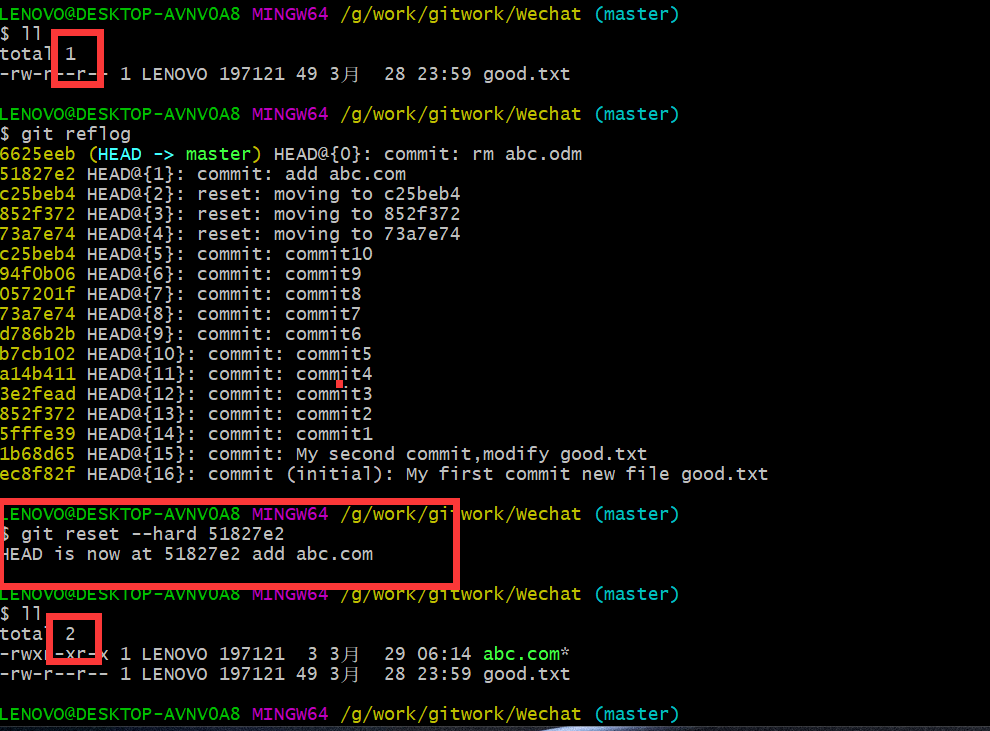 LENOVO@DESKTOP-AVNV0A8 MINGW64 /g/work/gitwork/Wechat (master)
$ ll
total 1
-rw-r--r-- 1 LENOVO 197121 49 3月  28 23:59 good.txt
LENOVO@DESKTOP-AVNV0A8 MINGW64 /g/work/gitwork/Wechat (master)
$ git reflog
6625eeb (HEAD -> master) HEAD@{0}: commit: rm abc.odm
51827e2 HEAD@{1}: commit: add abc.com
c25beb4 HEAD@{2}: reset: moving to c25beb4
852f372 HEAD@{3}: reset: moving to 852f372
73a7e74 HEAD@{4}: reset: moving to 73a7e74
c25beb4 HEAD@{5}: commit: commit10
94f0b06 HEAD@{6}: commit: commit9
057201f HEAD@{7}: commit: commit8
73a7e74 HEAD@{8}: commit: commit7
d786b2b HEAD@{9}: commit: commit6
b7cb102 HEAD@{10}: commit: commit5
a14b411 HEAD@{11}: commit: commit4
3e2fead HEAD@{12}: commit: commit3
852f372 HEAD@{13}: commit: commit2
5fffe39 HEAD@{14}: commit: commit1
1b68d65 HEAD@{15}: commit: My second commit,modify good.txt
ec8f82f HEAD@{16}: commit (initial): My first commit new file good.txt
LENOVO@DESKTOP-AVNV0A8 MINGW64 /g/work/gitwork/Wechat (master)
$ git reset --hard 51827e2
HEAD is now at 51827e2 add abc.com
LENOVO@DESKTOP-AVNV0A8 MINGW64 /g/work/gitwork/Wechat (master)
$ ll
total 2
-rwxr-xr-x 1 LENOVO 197121  3 3月  29 06:14 abc.com*
-rw-r--r-- 1 LENOVO 197121 49 3月  28 23:59 good.txt
LENOVO@DESKTOP-AVNV0A8 MINGW64 /g/work/gitwork/Wechat (master)